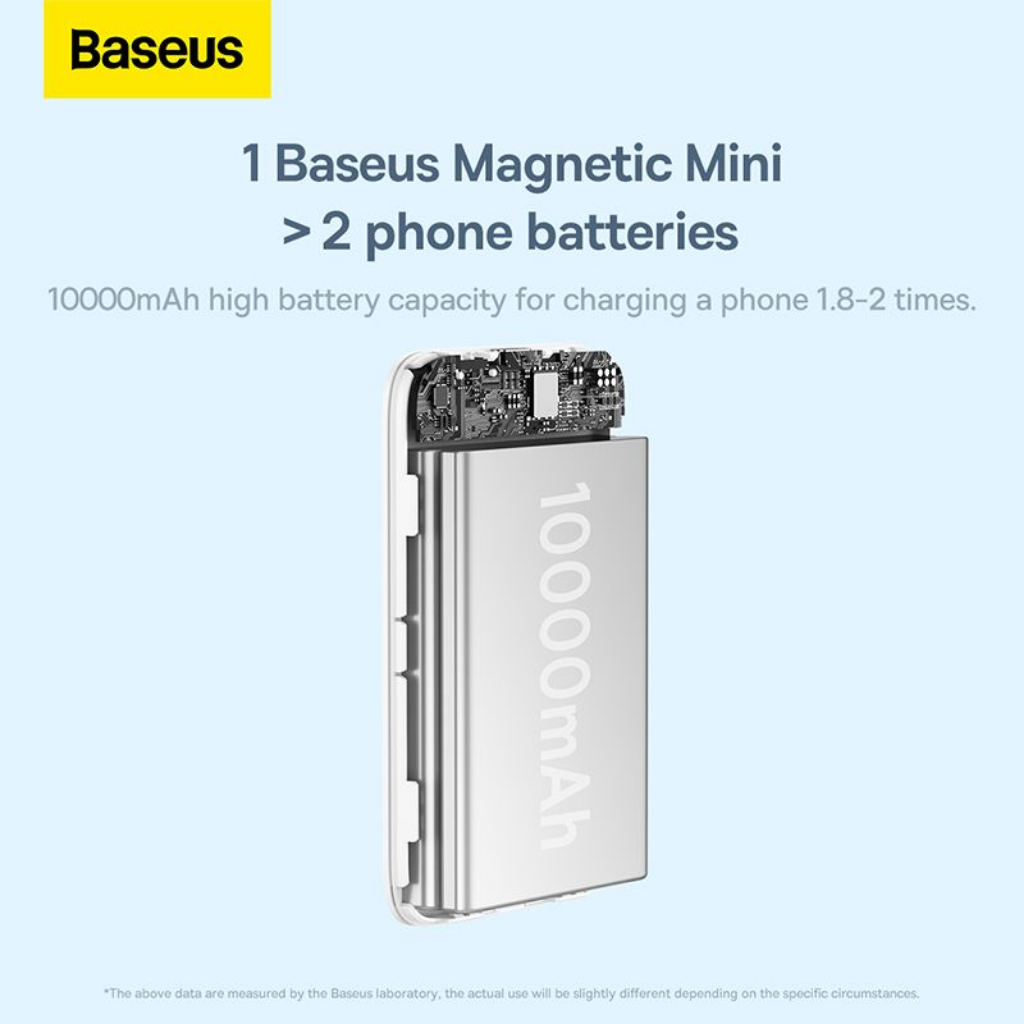 Baseus
1 Baseus Magnetic Mini
> 2 phone batteries
10000mAh high battery capacity for charging a phone 1.8-2 times.
10000mAh
*The above data are measured by the Baseus laboratory, the actual use will be slightly different depending on the specific circumstances.